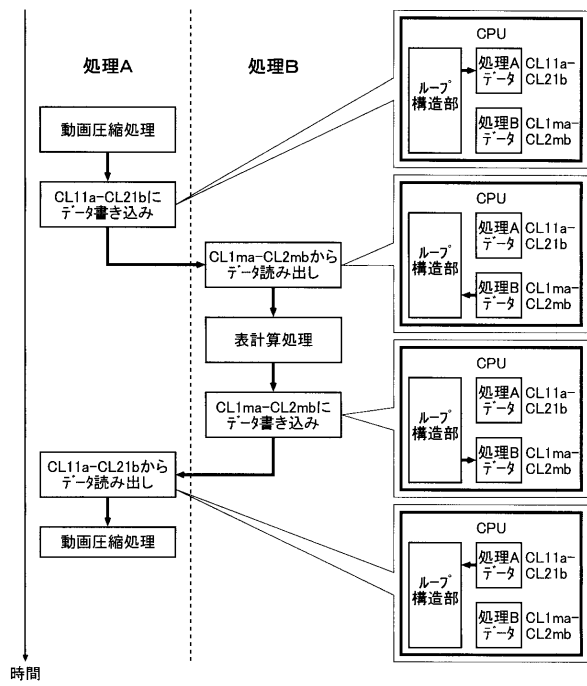 処理A
処理B
動画圧縮処理
CL11a-CL21bに
データ書き込み
CL1ma-CL2mbから
データ読み出し
表計算処理
CL1ma-CL2mbに
データ書き込み
CL11a-CL21bから
データ読み出し
動画圧縮処理
時間
CPU
ループ
構造部
処理A
データ
CL11a-
CL21b
処理B
データ
CL1ma-
CL2mb
CPU
ループ
構造部
処理A
データ
CL11a-
CL21b
処理B
データ
CL1ma-
CL2mb
CPU
ループ
構造部
処理A
データ
CL11a-
CL21b
処理B
データ
CL1ma-
CL2mb
CPU
ループ
構造部
処理A
データ
CL11a-
CL21b
処理B
データ
CL1ma-
CL2mb